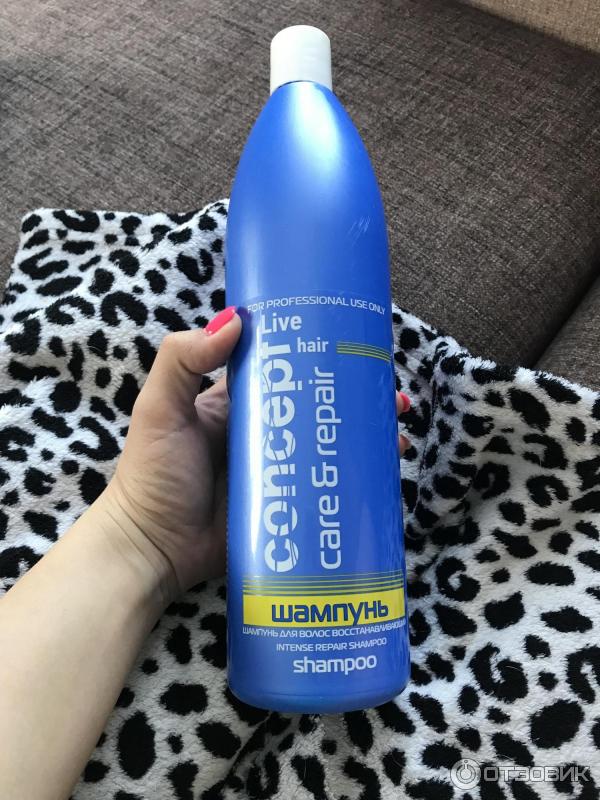 FOR PROFESSIONAL USE ONLY
Live
hair
concept
care & repair
шампунь
ШАМПУНЬ ДЛЯ ВОЛОС ВОССТАНАВЛИВАЮЩИЙ
INTENSE REPAIR SHAMPOO
shampoo
ОТЗОВИК